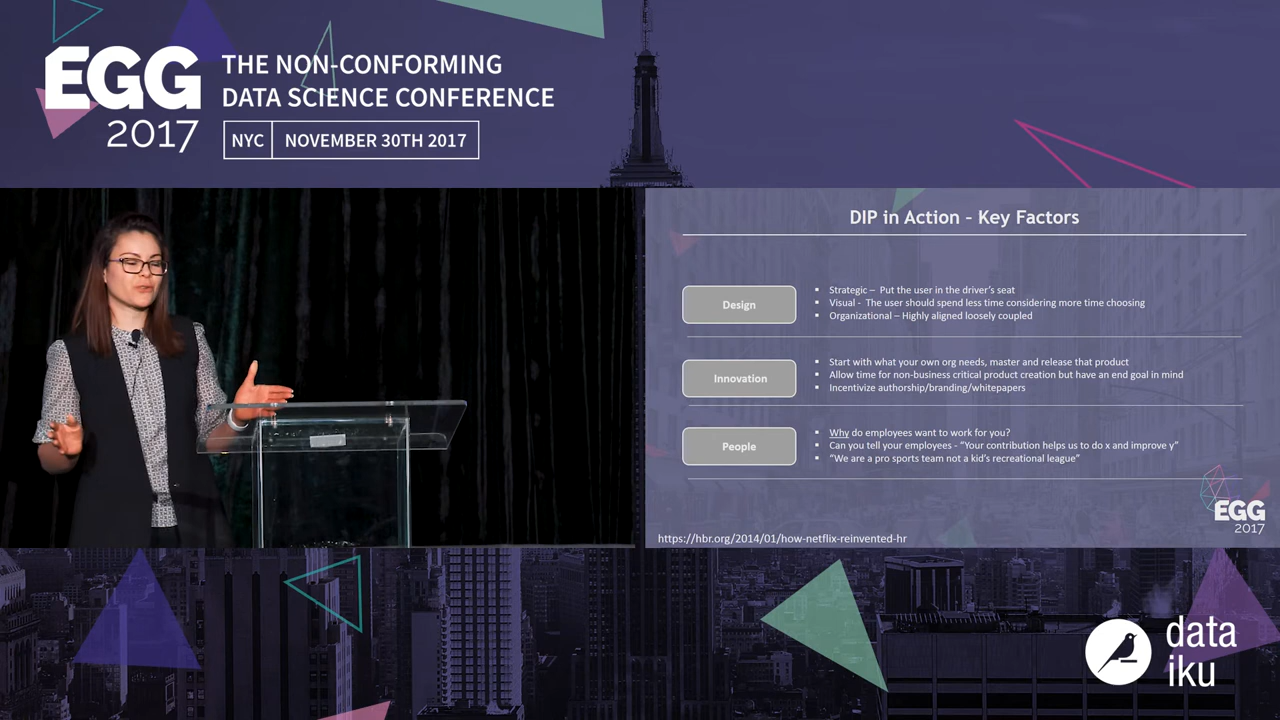 EGG
2017
THE NON-CONFORMING
DATA SCIENCE CONFERENCE
NYC
NOVEMBER 30TH 2017
DIP in Action - Key Factors
Design
▪ Strategic – Put the user in the driver's seat
▪ Visual - The user should spend less time considering more time choosing
▪ Organizational – Highly aligned loosely coupled
Innovation
▪ Start with what your own org needs, master and release that product
▪ Allow time for non-business critical product creation but have an end goal in mind
▪ Incentivize authorship/branding/whitepapers
People
▪ Why do employees want to work for you?
▪ Can you tell your employees - “Your contribution helps us to do x and improve y”
▪ “We are a pro sports team not a kid's recreational league”
EGG
2017
https://hbr.org/2014/01/how-netflix-reinvented-hr
data
iku